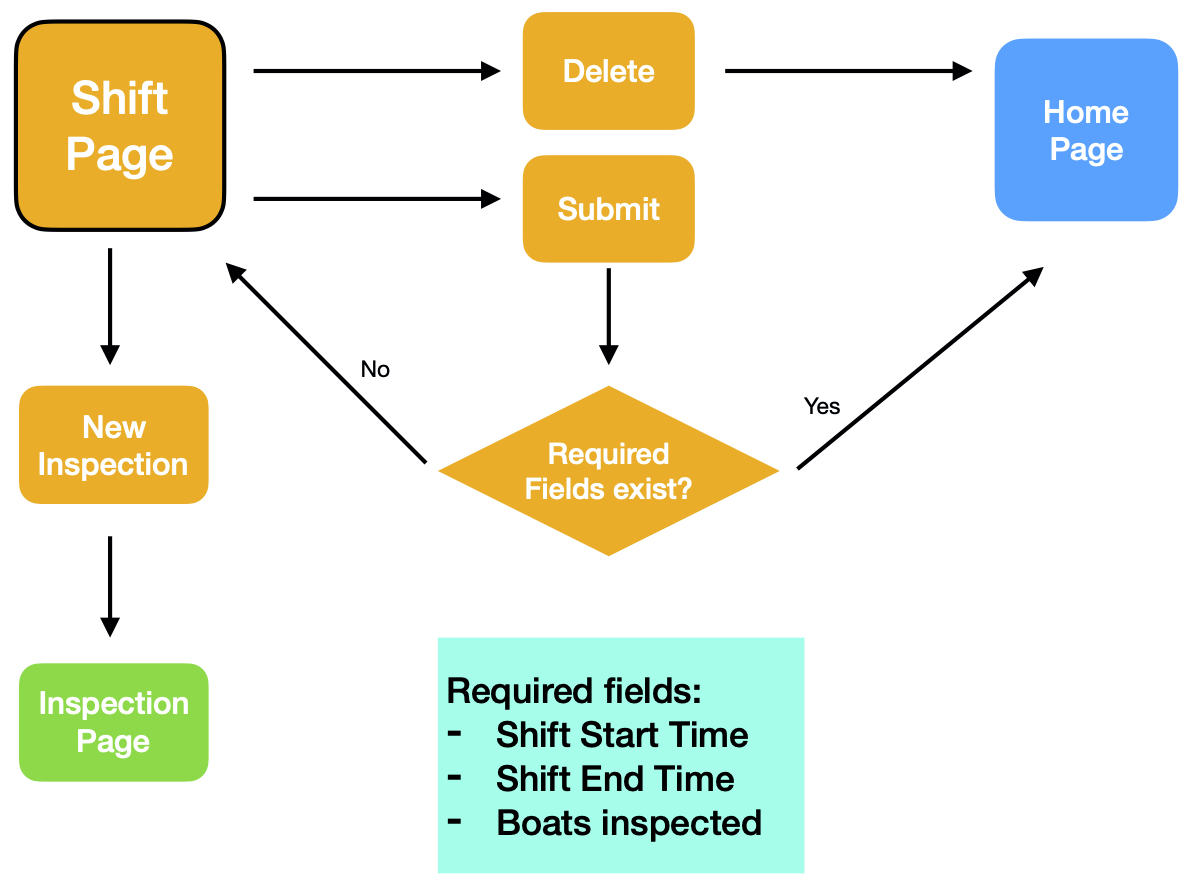 Shift
Page
Delete
Home
Page
Submit
No
Yes
New
Inspection
Required
Fields exist?
Inspection
Page
Required fields:
- Shift Start Time
- Shift End Time
- Boats inspected